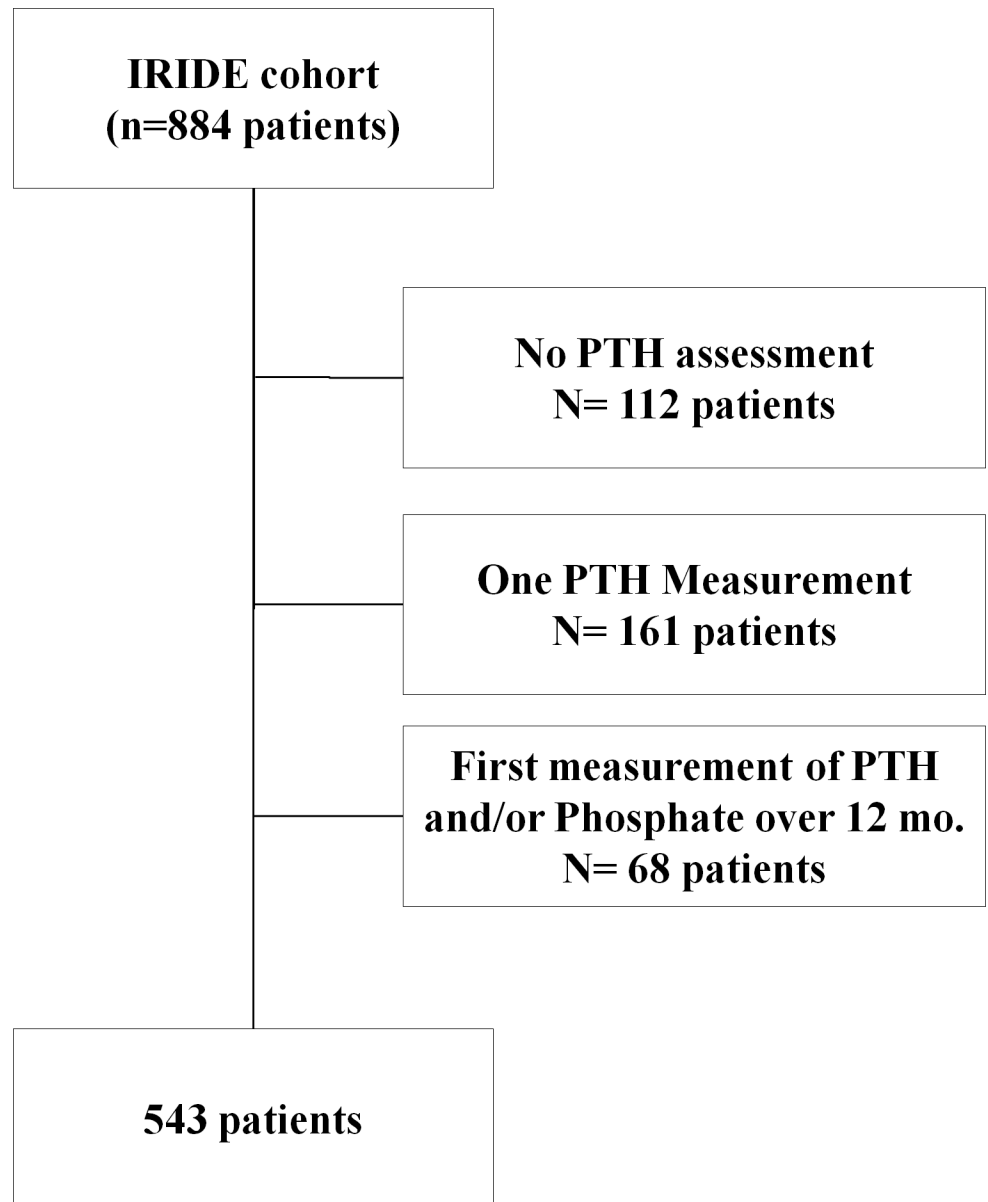 IRIDE cohort
(n=884 patients)
No PTH assessment
N= 112 patients
One PTH Measurement
N= 161 patients
First measurement of PTH
and/or Phosphate over 12 mo.
N= 68 patients
543 patients